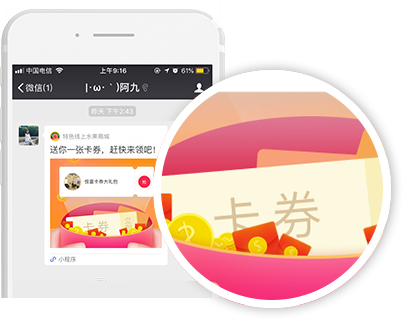 中国电信
上午9:16
61%
微信(1)
|·ω·｀)阿九
昨天 下午2:43
特色线上水果商城
送你一张卡券，赶快来领吧！
惊喜卡券大礼包
卡券
小程序
卡券